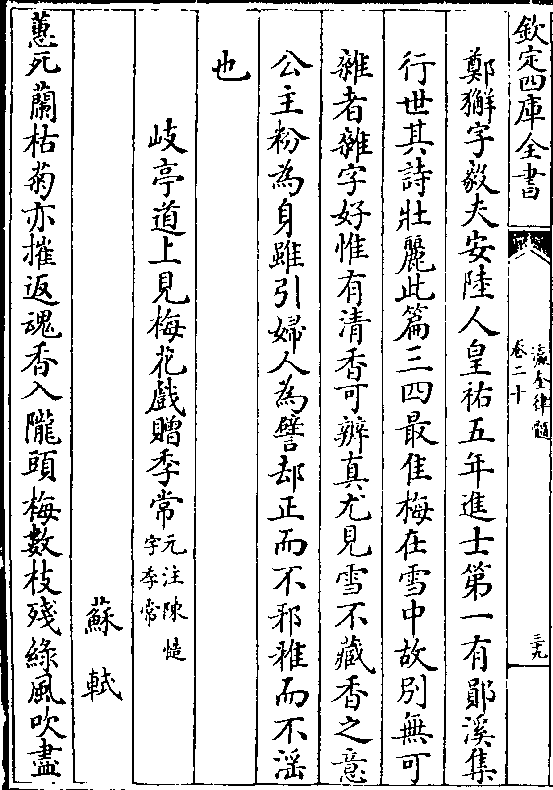 欽定四庫全書
瀛奎律髓
卷二十
三十九
鄭獬字毅夫安陸人皇祐五年進士第一有鄖溪集
行世其詩壯麗此篇三四最佳梅在雪中故別無可
雜者雜字好惟有清香可辨真尤見雪不藏香之意
公主粉為身雖引婦人為譬却正而不邪雅而不淫
也
岐亭道上見梅花戲贈季常元注陳慥
字季常
蘇軾
蕙死蘭枯菊亦摧返魂香入隴頭梅數枝殘綠風吹盡